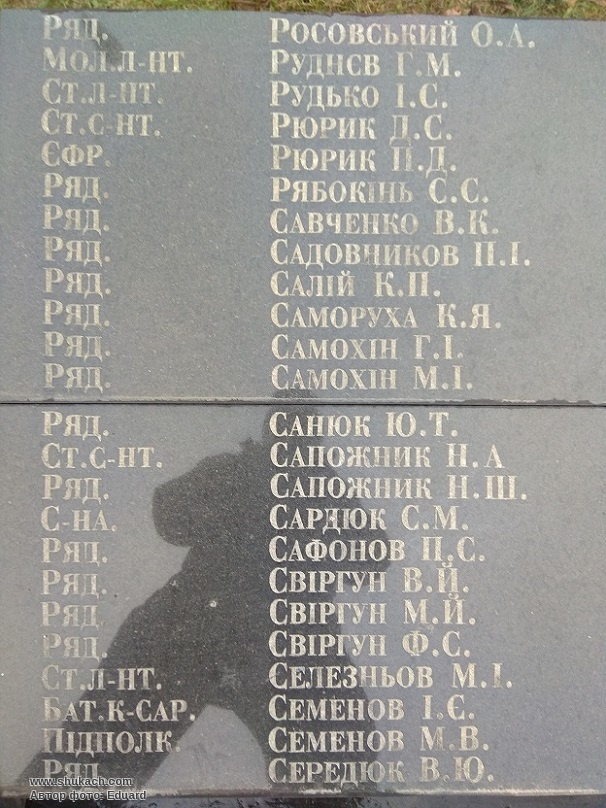 Ряд. Росовський О.А.
Мол.л-нт. Руднєв Г.М.
Ст.л-нт. Рудько І.С.
Ст.с-нт. Рюрик Д.С.
Єфр. Рюрик П.Д.
Ряд. Рябокінь С.С.
Ряд. Савченко В.К.
Ряд. Садовчиков П.І.
Ряд. Салій К.П.
Ряд. Саморуха К.Я.
Ряд. Самохін Г.І.
Ряд. Самохін М.І.
Ряд. Санюк Ю.Т.
Ст.с-нт. Сапожник Н.А
Ряд. Сапожник Н.Ш.
С-на. Сардюк С.М.
Ряд. Сафонов П.С.
Ряд. Свіргун В.Й.
Ряд. Свіргун М.Й.
Ряд. Свіргун Ф.С.
Ст.л-нт. Селезньов М.І.
Бат.к-сар. Семенов І.Є.
Підполк. Семенов М.В.
Ряд Середюк В.Ю.
www.shukach.com
Автор фото: Eduard